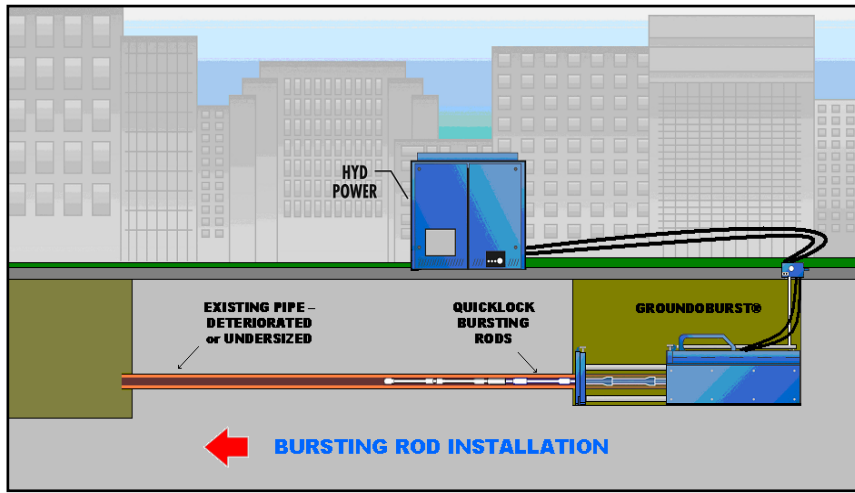 HYD
POWER
EXISTING PIPE –
DETERIORATED
or UNDERSIZED
QUICKLOCK
BURSTING
RODS
GROUNDOBURST®
BURSTING ROD INSTALLATION